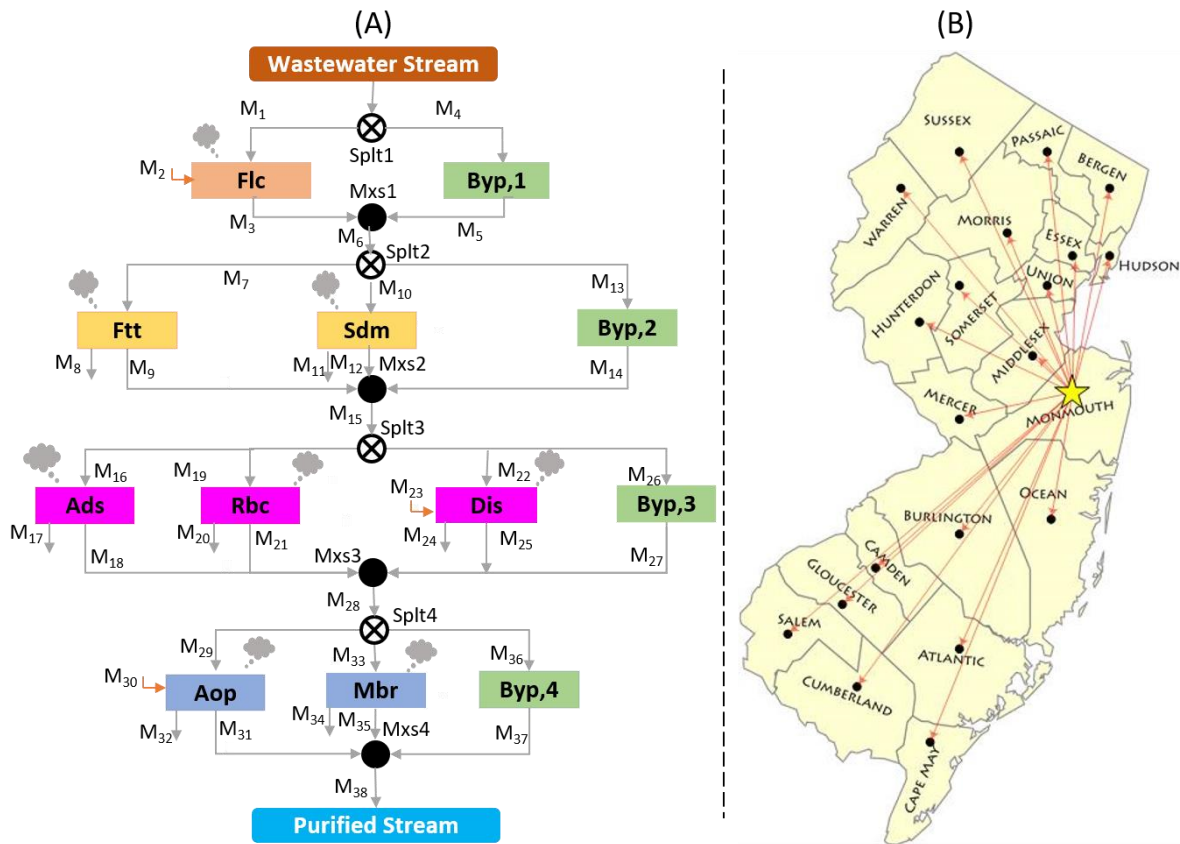 (A)
Wastewater Stream
M1
M4
Splt1
M2
Flc
Byp,1
Mxs1
M3
M6
M5
Splt2
M7
M10
M13
Ftt
Sdm
Byp,2
M8
M9
M11
M12
Mxs2
M14
M15
Splt3
M16
M19
M22
M26
M23
Ads
Rbc
Dis
Byp,3
M17
M18
M20
M21
M24
M25
M27
Mxs3
M28
Splt4
M29
M33
M36
M30
Aop
Mbr
Byp,4
M32
M31
M34
M35
Mxs4
M37
M38
Purified Stream
(B)
SUSSEX
PASSAIC
BERGEN
WARREN
MORRIS
ESSEX
HUDSON
UNION
HUNTERDON
SOMERSET
MIDDLESEX
MERCER
MONMOUTH
OCEAN
BURLINGTON
CAMDEN
GLOUCESTER
SALEM
ATLANTIC
CUMBERLAND
CAPE MAY